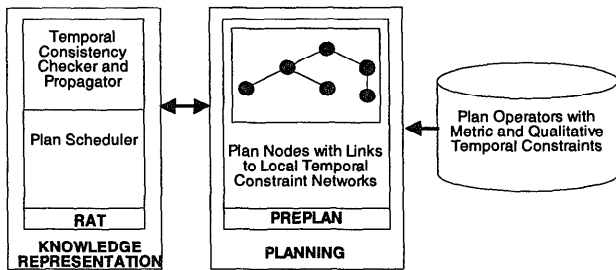 Temporal
Consistency
Checker and
Propagator
Plan Scheduler
RAT
KNOWLEDGE
REPRESENTATION
Plan Nodes with Links
to Local Temporal
Constraint Networks
PREPLAN
PLANNING
Plan Operators with
Metric and Qualitative
Temporal Constraints